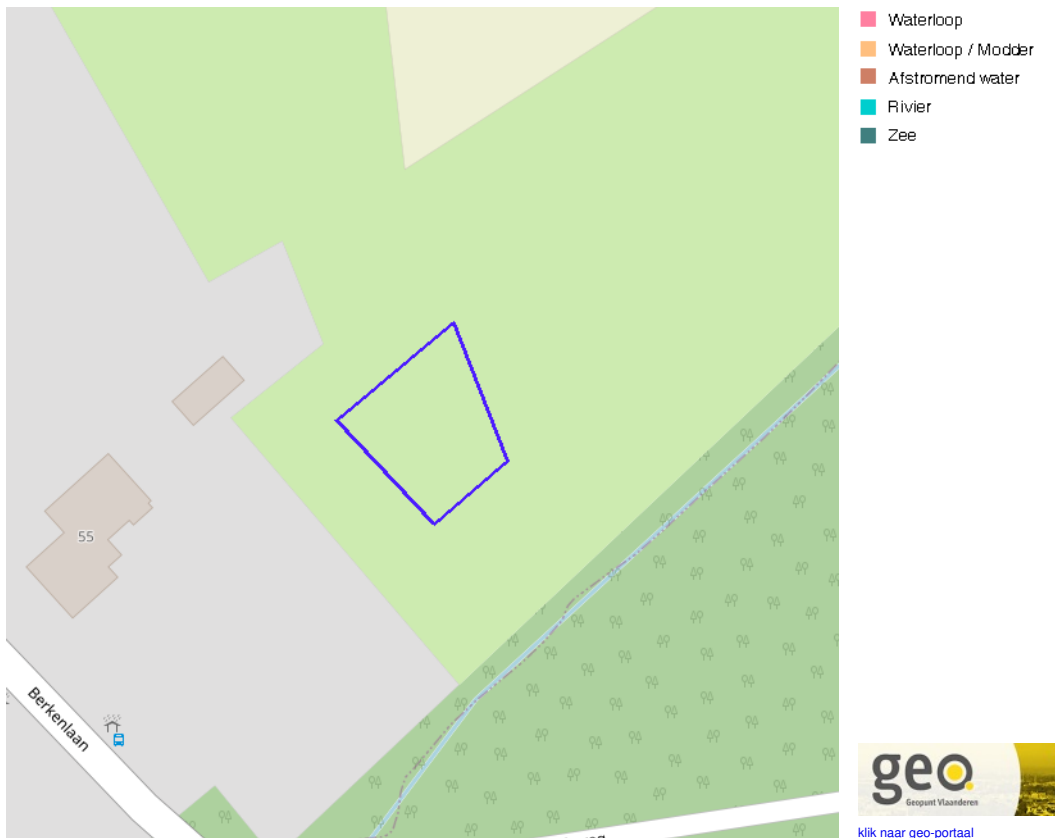 Waterloop
Waterloop / Modder
Afstromend water
Rivier
Zee
55
Berkenlaan
geo.
Geopunt Vlaanderen
klik naar geo-portaal